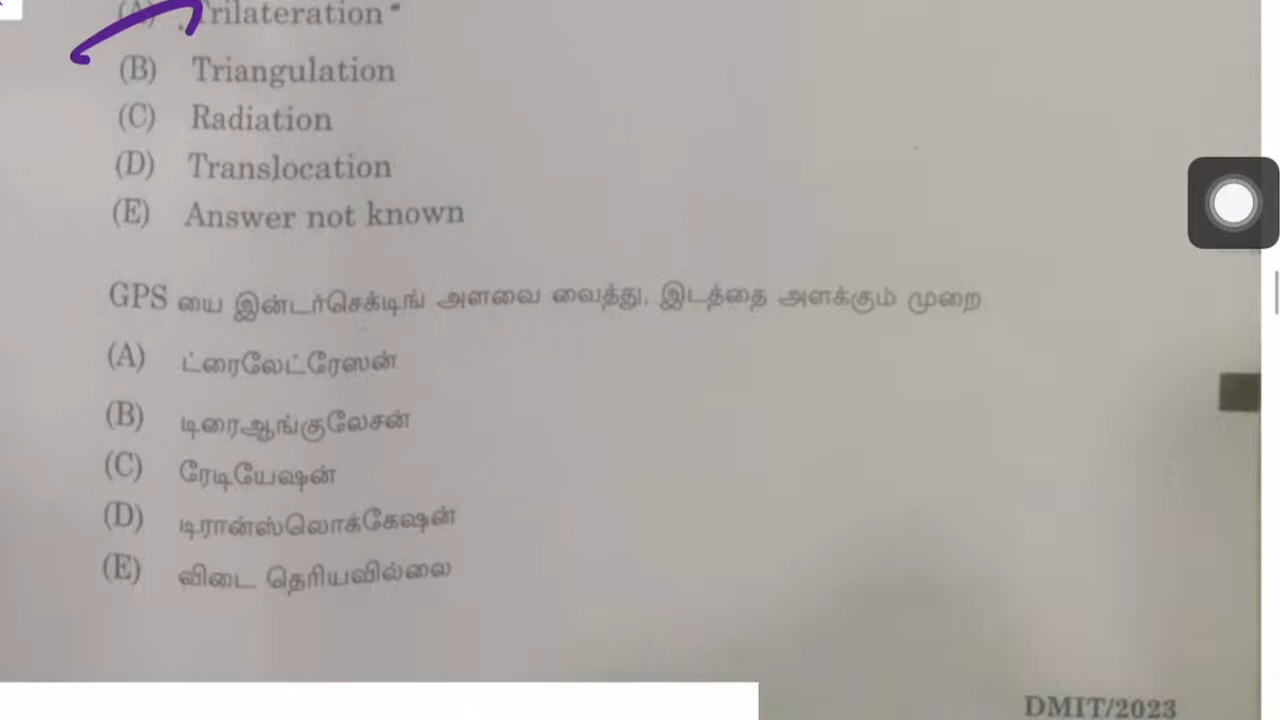 (A) Trilateration
(B) Triangulation
(C) Radiation
(D) Translocation
(E) Answer not known
GPS யை இன்டர்செக்டிங் அளவை வைத்து, இடத்தை அளக்கும் முறை
(A) ட்ரைலேட்ரேஸன்
(B) டிரைஆங்குலேசன்
(C) ரேடியேஷன்
(D) டிரான்ஸ்லொக்கேஷன்
(E) விடை தெரியவில்லை
DMIT/2023